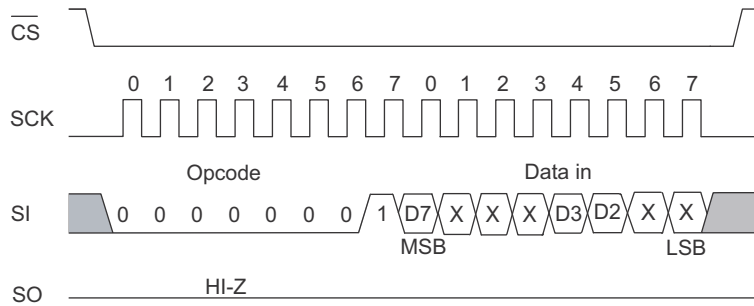 CS
0 1 2 3 4 5 6 7 0 1 2 3 4 5 6 7
SCK
Opcode Data in
SI 0 0 0 0 0 0 0 1 D7 X X X D3 D2 X X
MSB LSB
HI-Z
SO